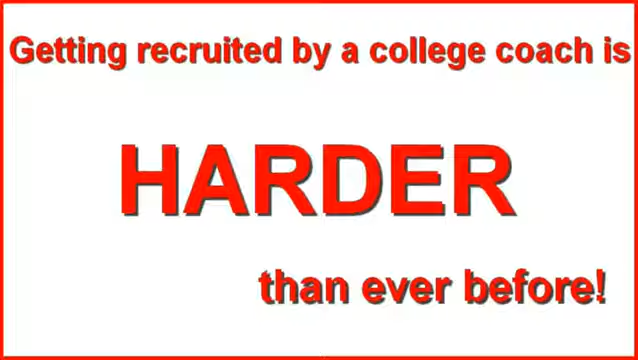 Getting recruited by a college coach is
HARDER
than ever before!